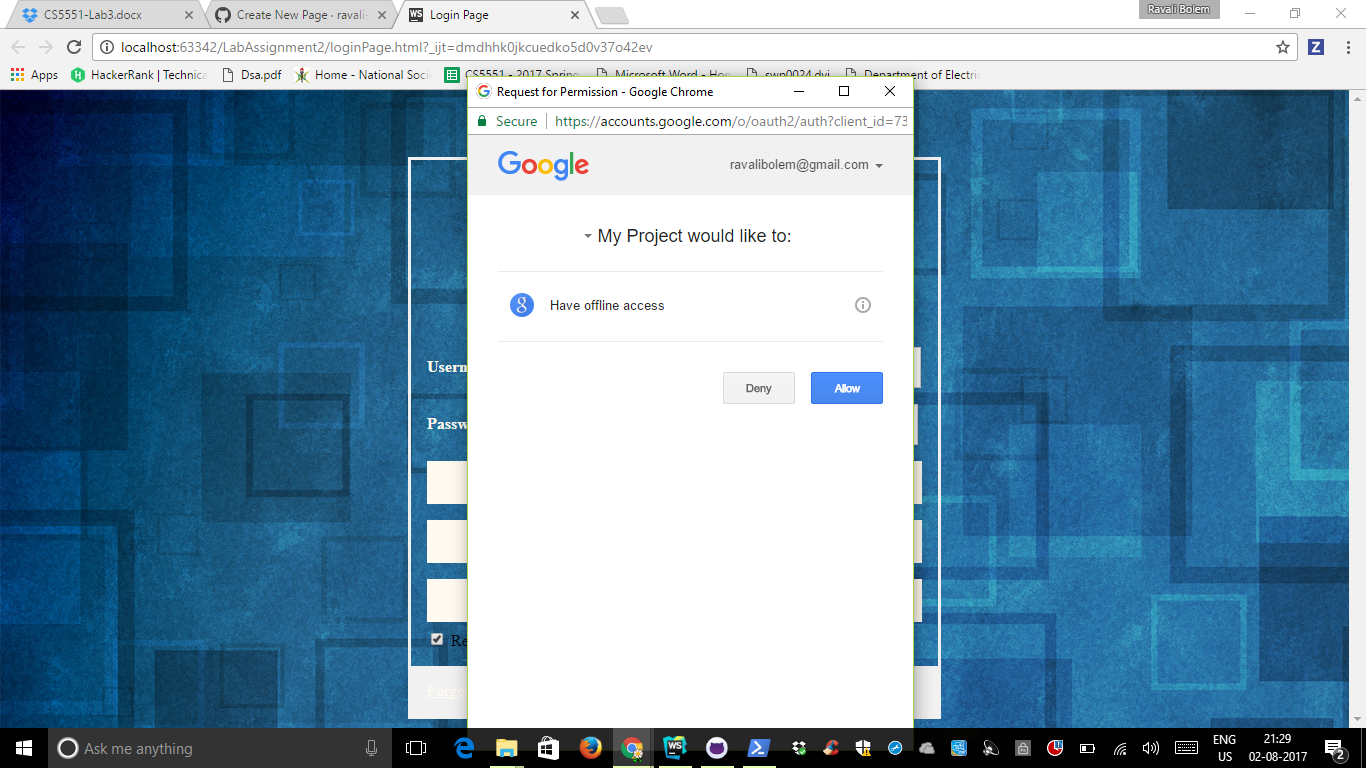 CS5551-Lab3.docx
Create New Page · ravali-
WS
Login Page
Ravali Bolem
localhost:63342/LabAssignment2/loginPage.html?_ijt=dmdhhk0jkcuedko5d0v37o42ev
Z
Apps
HackerRank | Technica
Dsa.pdf
Home - National Soci
CS5551 - 2017 Spring
Microsoft Word - Ho
swn0024.dvi
Department of Electri
Request for Permission - Google Chrome
Secure
https://accounts.google.com/o/oauth2/auth?client_id=73
Google
ravalibolem@gmail.com
My Project would like to:
Have offline access
Deny
Allow
Usern
Passw
Re
Forgo
Ask me anything
WS
ENG
US
21:29
02-08-2017
2